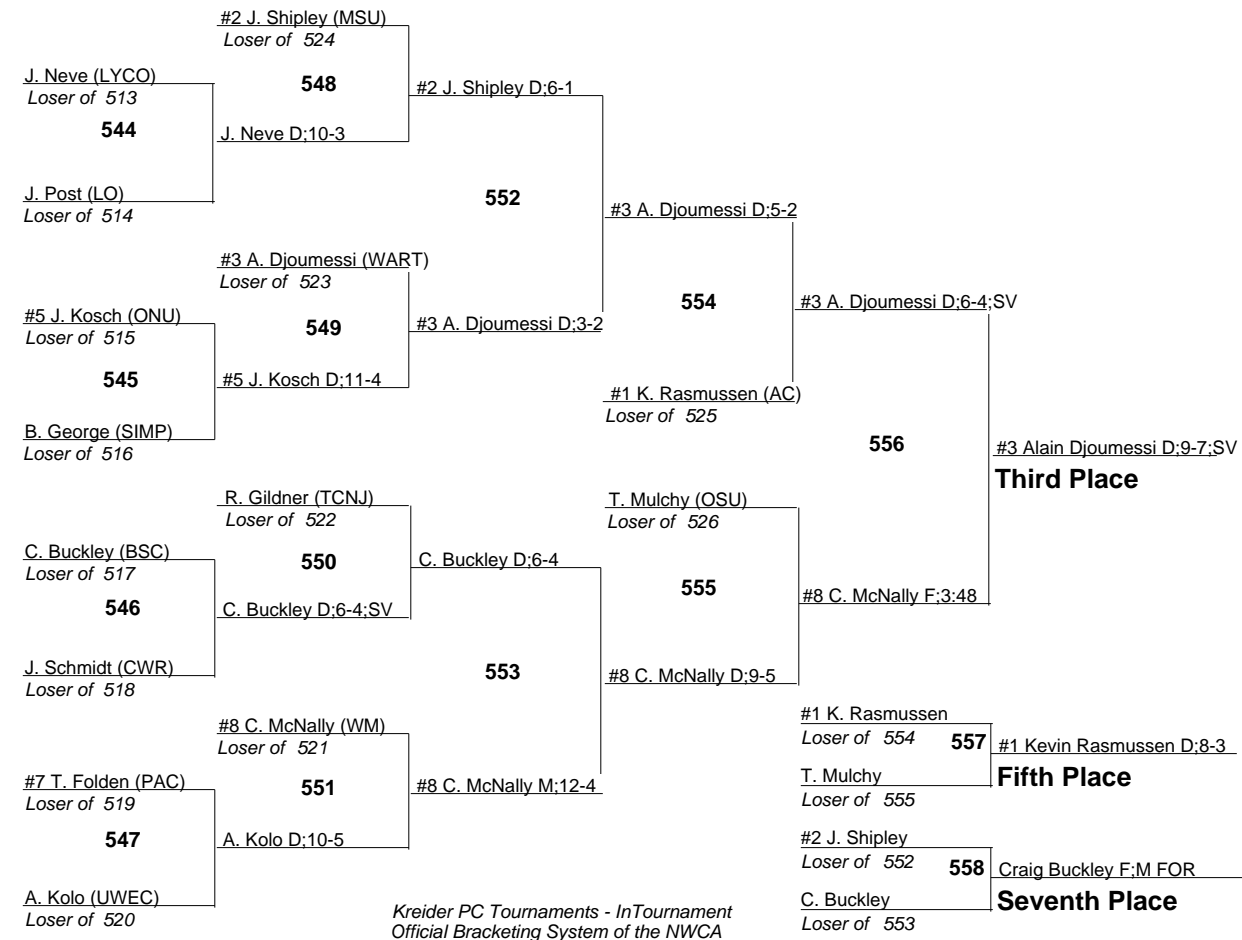 #2 J. Shipley (MSU)
Loser of 524
J. Neve (LYCO)
Loser of 513
548
#2 J. Shipley D;6-1
544
J. Neve D;10-3
J. Post (LO)
Loser of 514
552
#3 A. Djoumessi D;5-2
#3 A. Djoumessi (WART)
Loser of 523
#5 J. Kosch (ONU)
Loser of 515
549
#3 A. Djoumessi D;3-2
554
#3 A. Djoumessi D;6-4;SV
545
#5 J. Kosch D;11-4
#1 K. Rasmussen (AC)
Loser of 525
B. George (SIMP)
Loser of 516
556
#3 Alain Djoumessi D;9-7;SV
Third Place
R. Gildner (TCNJ)
Loser of 522
T. Mulchy (OSU)
Loser of 526
C. Buckley (BSC)
Loser of 517
550
C. Buckley D;6-4
555
#8 C. McNally F;3:48
546
C. Buckley D;6-4;SV
J. Schmidt (CWR)
Loser of 518
553
#8 C. McNally D;9-5
#8 C. McNally (WM)
Loser of 521
#1 K. Rasmussen
Loser of 554
557
#1 Kevin Rasmussen D;8-3
Fifth Place
T. Mulchy
Loser of 555
#7 T. Folden (PAC)
Loser of 519
551
#8 C. McNally M;12-4
547
A. Kolo D;10-5
#2 J. Shipley
Loser of 552
558
Craig Buckley F;M FOR
Seventh Place
C. Buckley
Loser of 553
A. Kolo (UWEC)
Loser of 520
Kreider PC Tournaments - InTournament
Official Bracketing System of the NWCA